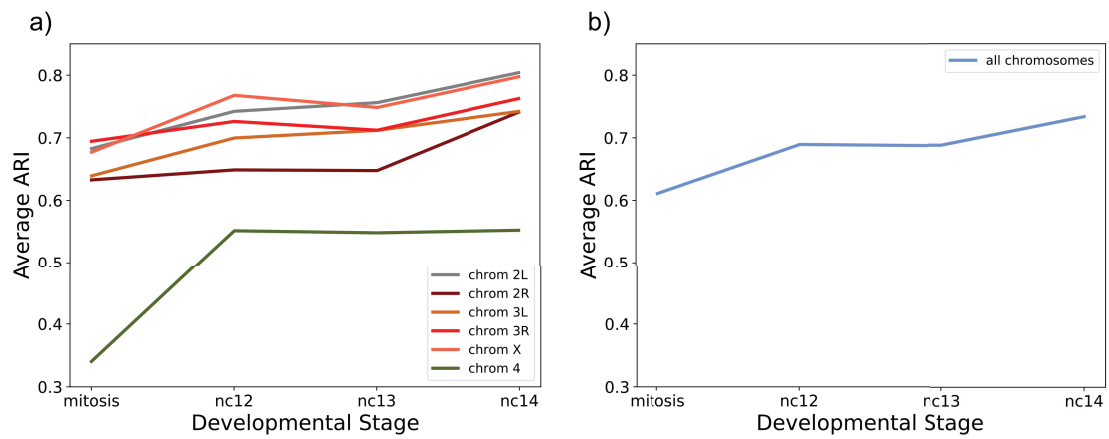 a)
0.8
0.7
0.6
0.5
0.4
0.3
Average ARI
chrom 2L
chrom 2R
chrom 3L
chrom 3R
chrom X
chrom 4
mitosis nc12 nc13 nc14
Developmental Stage
b)
all chromosomes
0.8
0.7
0.6
0.5
0.4
0.3
Average ARI
mitosis nc12 rc13 nc14
Developmental Stage